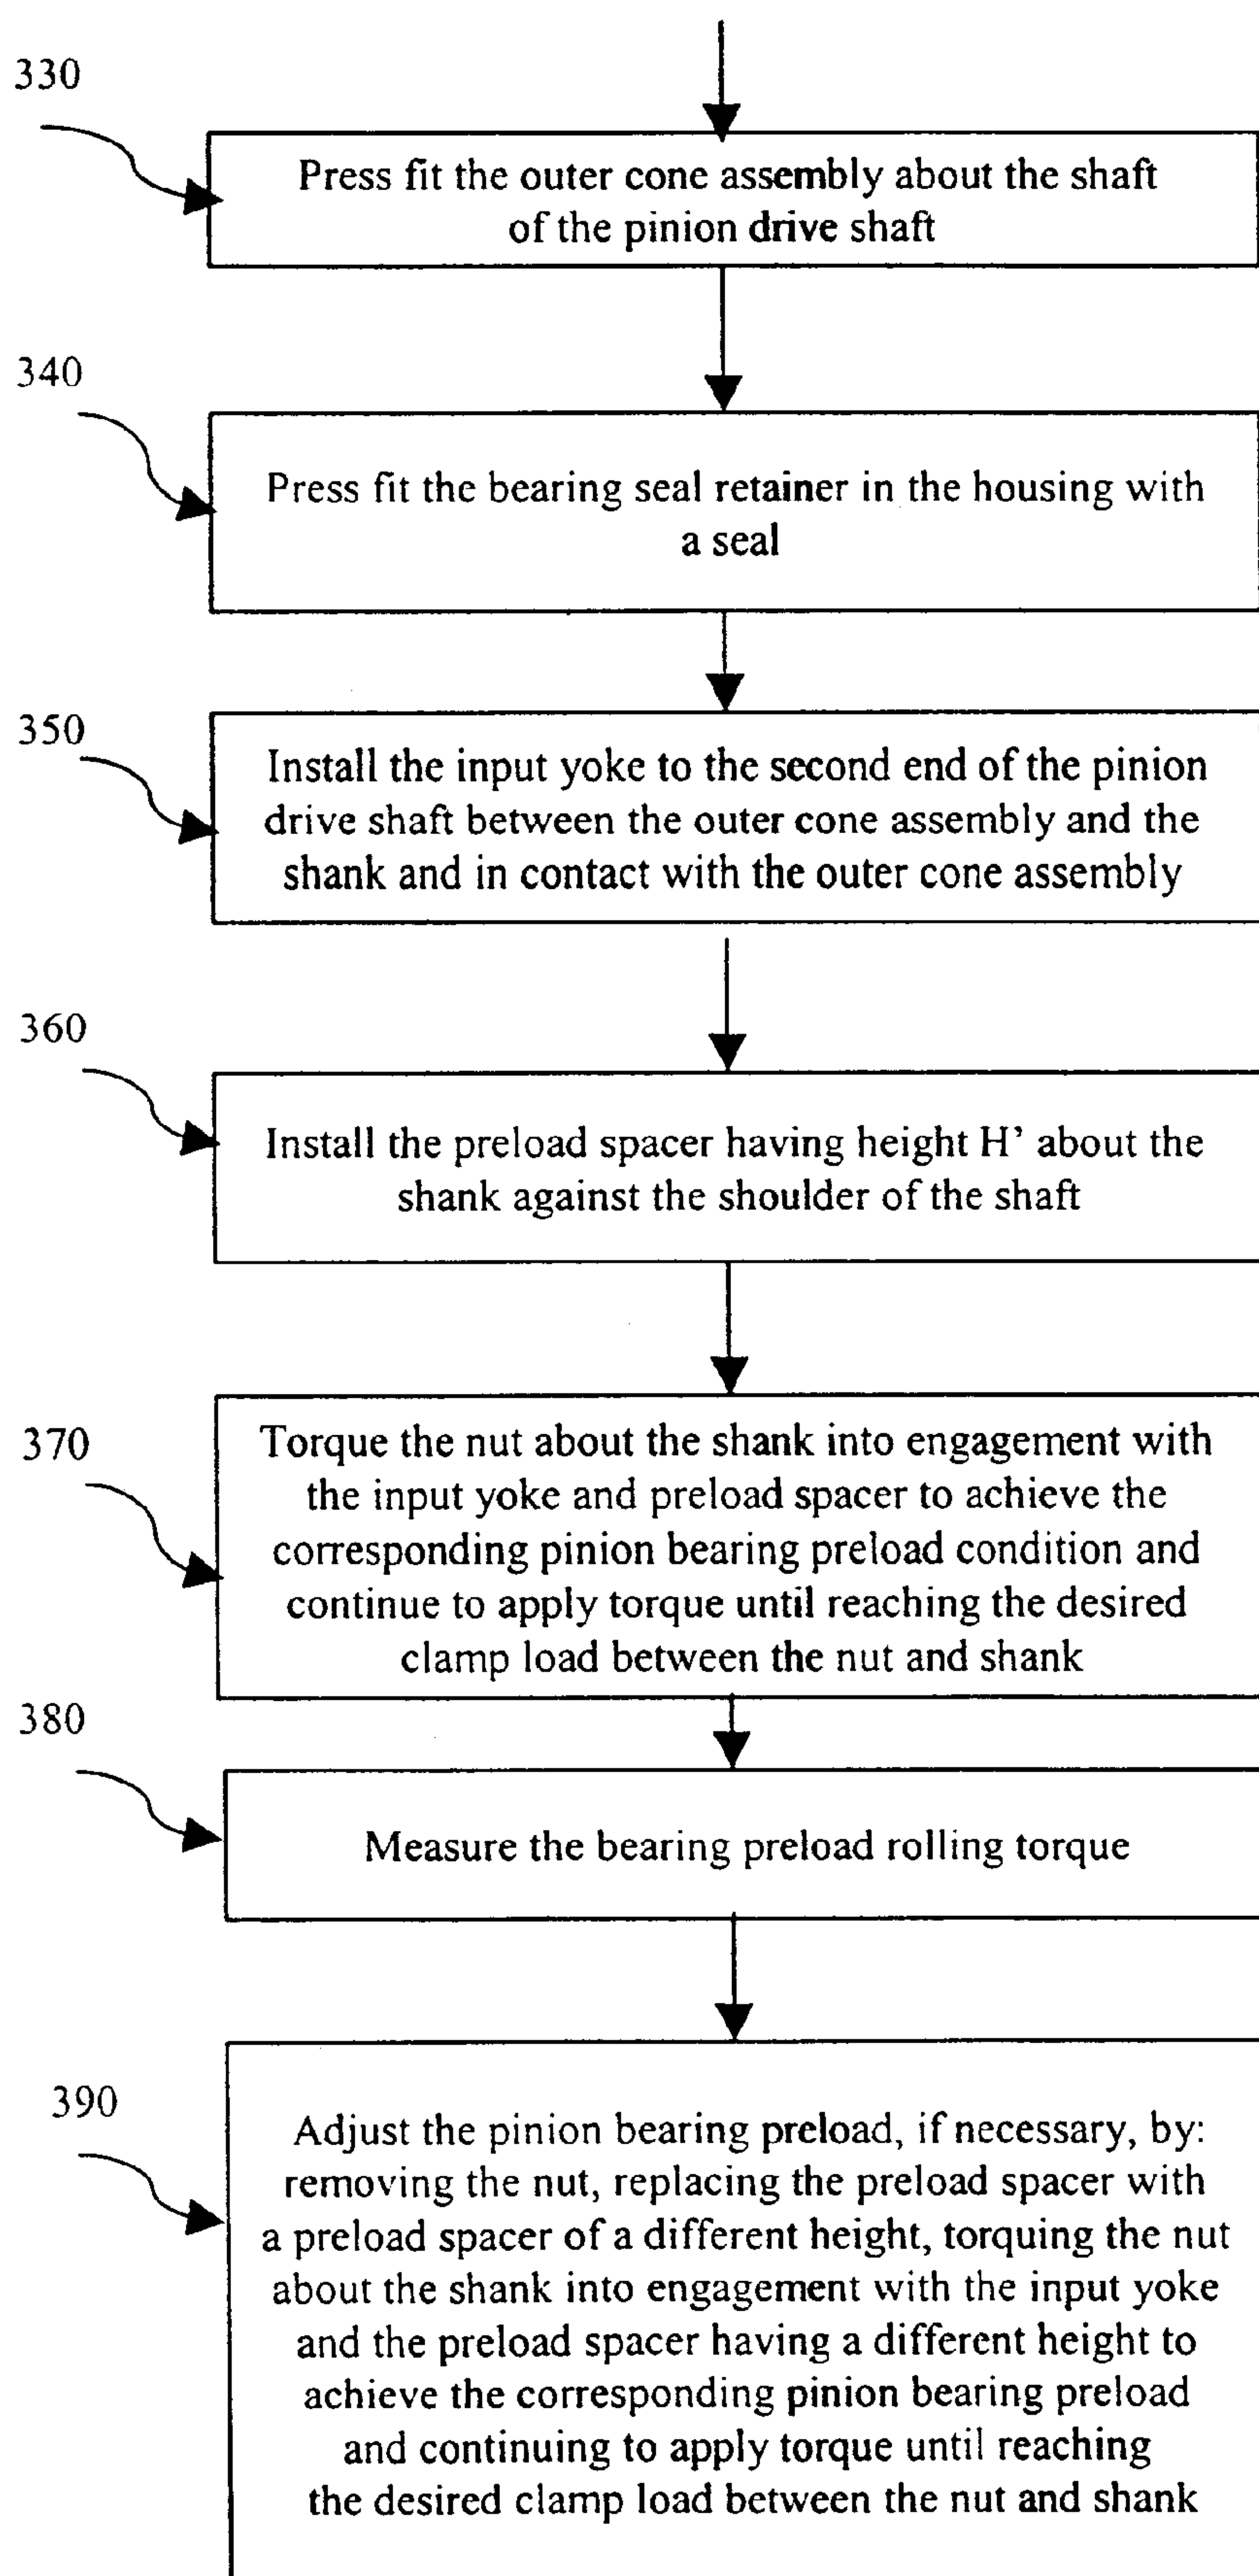 330
Press fit the outer cone assembly about the shaft
of the pinion drive shaft
340
Press fit the bearing seal retainer in the housing with
a seal
350
Install the input yoke to the second end of the pinion
drive shaft between the outer cone assembly and the
shank and in contact with the outer cone assembly
360
Install the preload spacer having height H’ about the
shank against the shoulder of the shaft
370
Torque the nut about the shank into engagement with
the input yoke and preload spacer to achieve the
corresponding pinion bearing preload condition and
continue to apply torque until reaching the desired
clamp load between the nut and shank
380
Measure the bearing preload rolling torque
390
Adjust the pinion bearing preload, if necessary, by:
removing the nut, replacing the preload spacer with
a preload spacer of a different height, torquing the nut
about the shank into engagement with the input yoke
and the preload spacer having a different height to
achieve the corresponding pinion bearing preload
and continuing to apply torque until reaching
the desired clamp load between the nut and shank